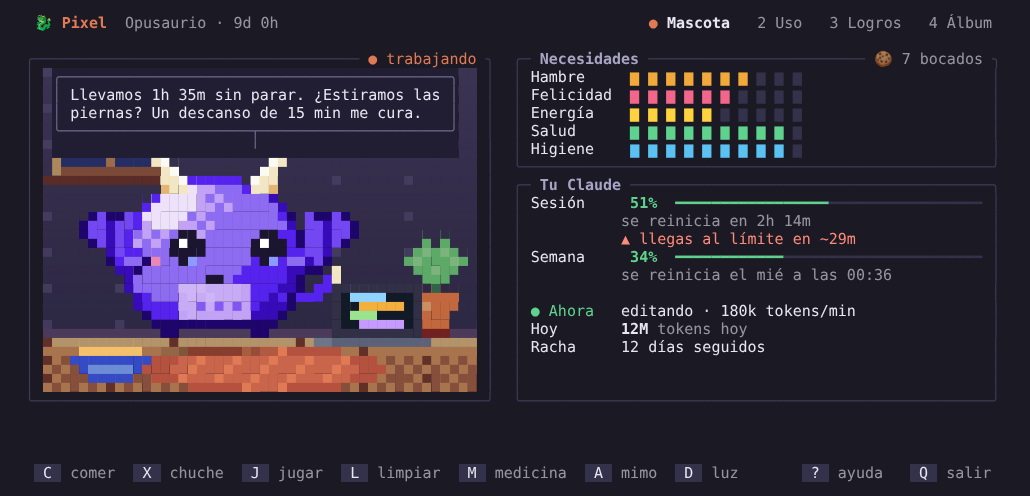 Pixel Opusaurio · 9d 0h
● Mascota 2 Uso 3 Logros 4 Álbum
● trabajando
Llevamos 1h 35m sin parar. ¿Estiramos las
piernas? Un descanso de 15 min me cura.
Necesidades 7 bocados
Hambre
Felicidad
Energía
Salud
Higiene
Tu Claude
Sesión 51%
se reinicia en 2h 14m
▲ llegas al límite en ~29m
Semana 34%
se reinicia el mié a las 00:36
● Ahora editando · 180k tokens/min
Hoy 12M tokens hoy
Racha 12 días seguidos
C comer X chuche J jugar L limpiar M medicina A mimo D luz ? ayuda Q salir